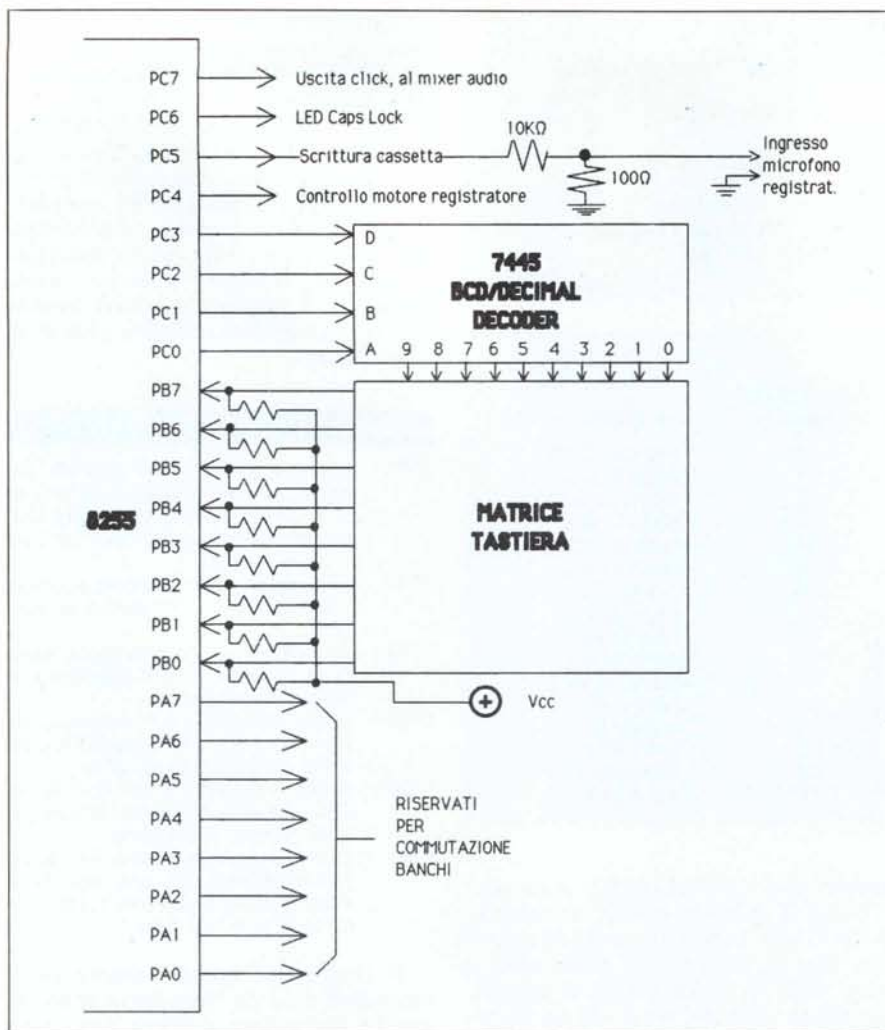 PC7 Uscita click, al mixer audio
PC6 LED Caps Lock
10KΩ
PC5 Scrittura cassetta
Ingresso
microfono
registrat.
100Ω
PC4 Controllo motore registratore
PC3 D
PC2 C
PC1 B
PC0 A
7445
BCD/DECIMAL
DECODER
9 8 7 6 5 4 3 2 1 0
PB7
PB6
PB5
PB4
PB3
PB2
PB1
PB0
8255
MATRICE
TASTIERA
+ Vcc
PA7
PA6
PA5
PA4
PA3
PA2
PA1
PA0
RISERVATI
PER
COMMUTAZIONE
BANCHI